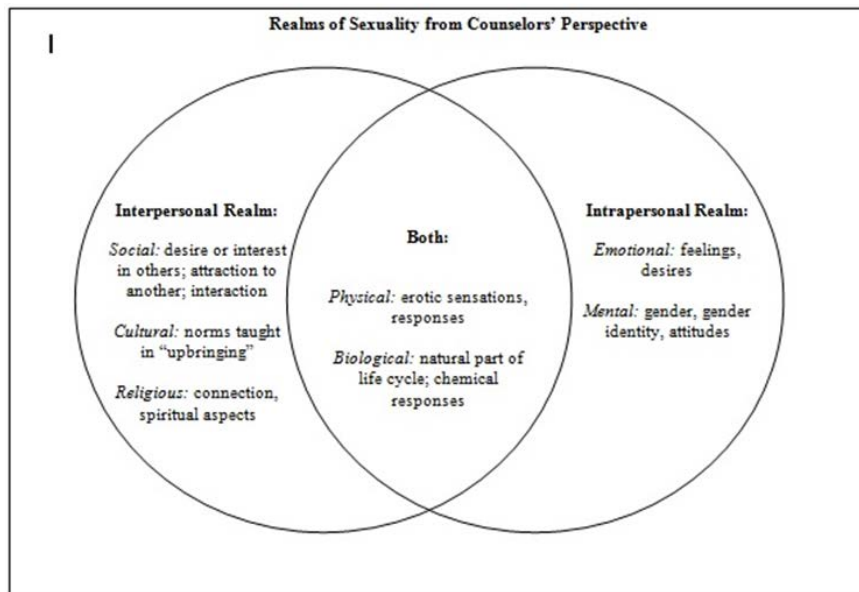 Realms of Sexuality from Counselors' Perspective
I
Interpersonal Realm:
Social: desire or interest
in others; attraction to
another; interaction
Cultural: norms taught
in “upbringing”
Religious: connection,
spiritual aspects
Both:
Physical: erotic sensations,
responses
Biological: natural part of
life cycle; chemical
responses
Intrapersonal Realm:
Emotional: feelings,
desires
Mental: gender, gender
identity, attitudes